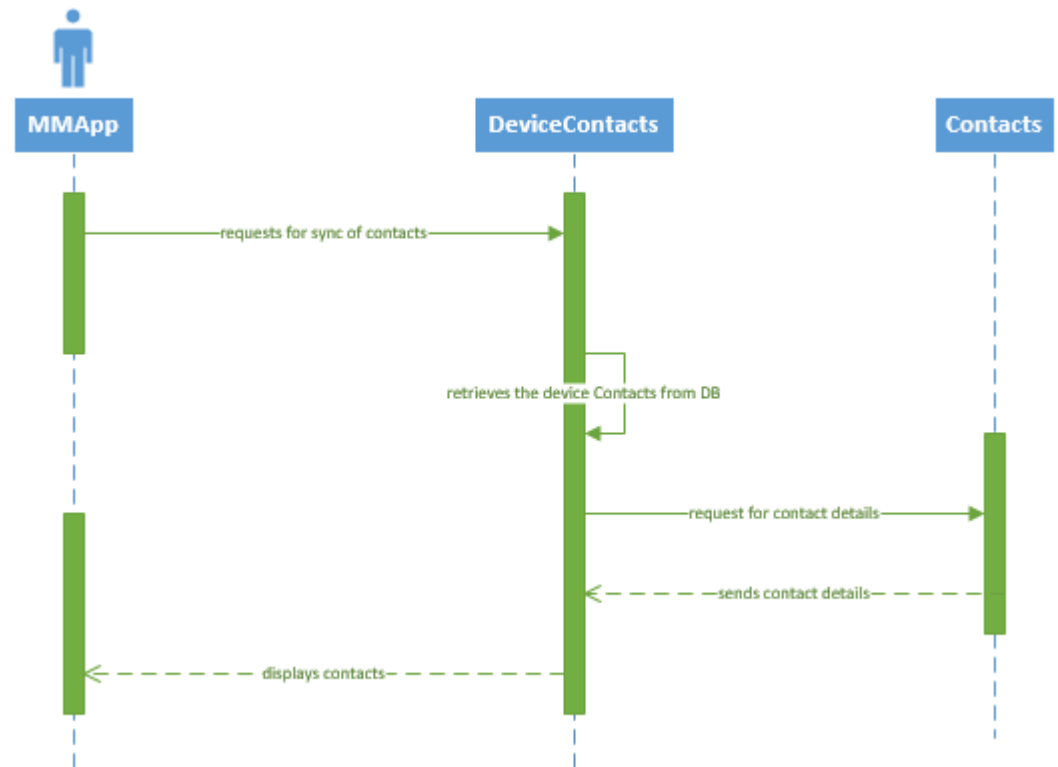 MMApp
DeviceContacts
Contacts
requests for sync of contacts
retrieves the device Contacts from DB
request for contact details
sends contact details
displays contacts